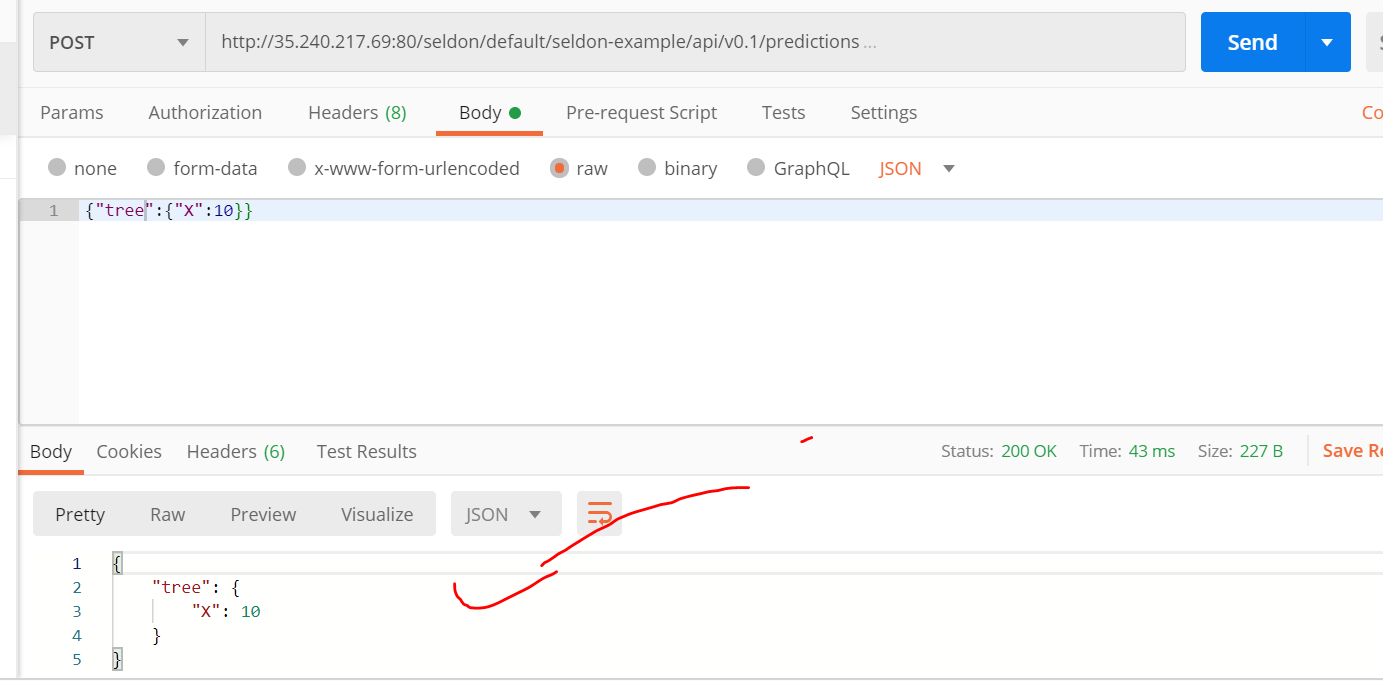 POST http://35.240.217.69:80/seldon/default/seldon-example/api/v0.1/predictions ... Send
Params Authorization Headers (8) Body Pre-request Script Tests Settings Co
none form-data x-www-form-urlencoded raw binary GraphQL JSON
1 {"tree":{"X":10}}
Body Cookies Headers (6) Test Results Status: 200 OK Time: 43 ms Size: 227 B Save Re
Pretty Raw Preview Visualize JSON
1 {
2 "tree": {
3 "X": 10
4 }
5 }